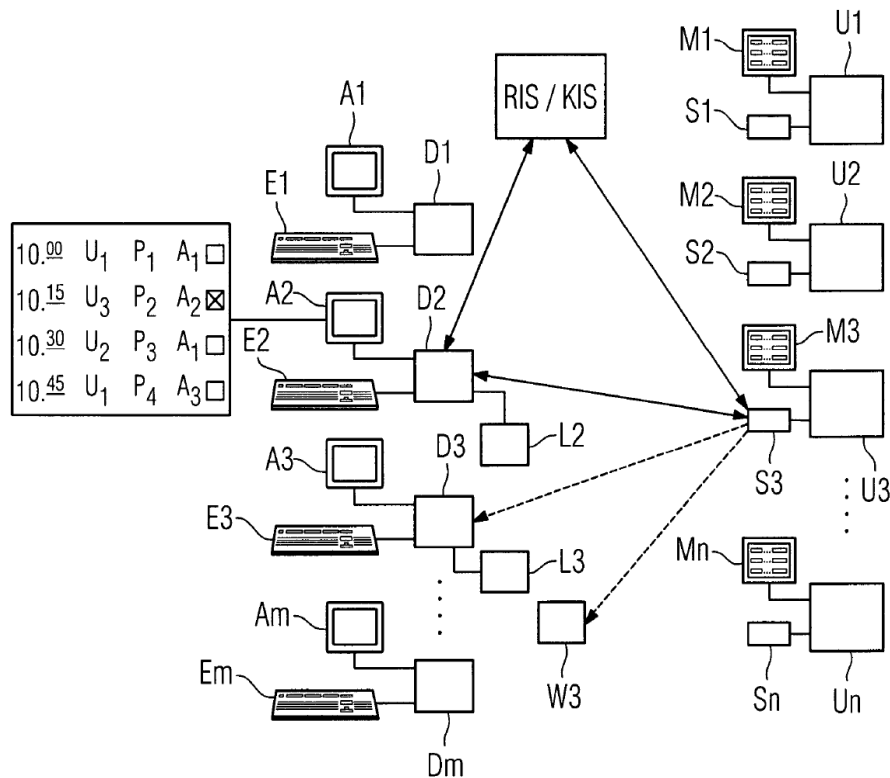 A1
E1
D1
RIS / KIS
M1
U1
S1
10.00 U1 P1 A1
10.15 U3 P2 A2
10.30 U2 P3 A1
10.45 U1 P4 A3
A2
E2
D2
L2
M2
U2
S2
A3
E3
D3
L3
M3
S3
U3
Am
Em
Dm
W3
Mn
Sn
Un